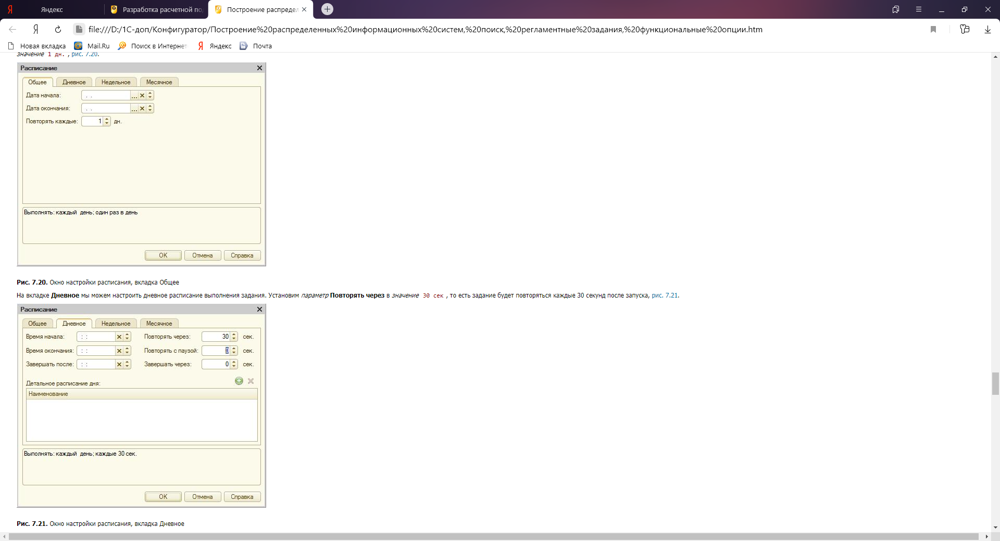 Яндекс
Разработка расчетной по
Построение распредел
file:///D:/1С-доп/Конфигуратор/Построение%20распределенных%20информационных%20систем,%20поиск,%20регламентные%20задания,%20функциональные%20опции.htm
Новая вкладка Mail.Ru Поиск в Интернет Яндекс Почта
значение 1 дн. , рис. 7.20.
Расписание
Общее Дневное Недельное Месячное
Дата начала: . .
Дата окончания: . .
Повторять каждые: 1 дн.
Выполнять: каждый день; один раз в день
OK Отмена Справка
Рис. 7.20. Окно настройки расписания, вкладка Общее
На вкладке Дневное мы можем настроить дневное расписание выполнения задания. Установим параметр Повторять через в значение 30 сек , то есть задание будет повторяться каждые 30 секунд после запуска, рис. 7.21.
Расписание
Общее Дневное Недельное Месячное
Время начала: : : Повторять через: 30 сек.
Время окончания: : : Повторять с паузой: 0 сек.
Завершать после: : : Завершать через: 0 сек.
Детальное расписание дня:
Наименование
Выполнять: каждый день; каждые 30 сек.
OK Отмена Справка
Рис. 7.21. Окно настройки расписания, вкладка Дневное